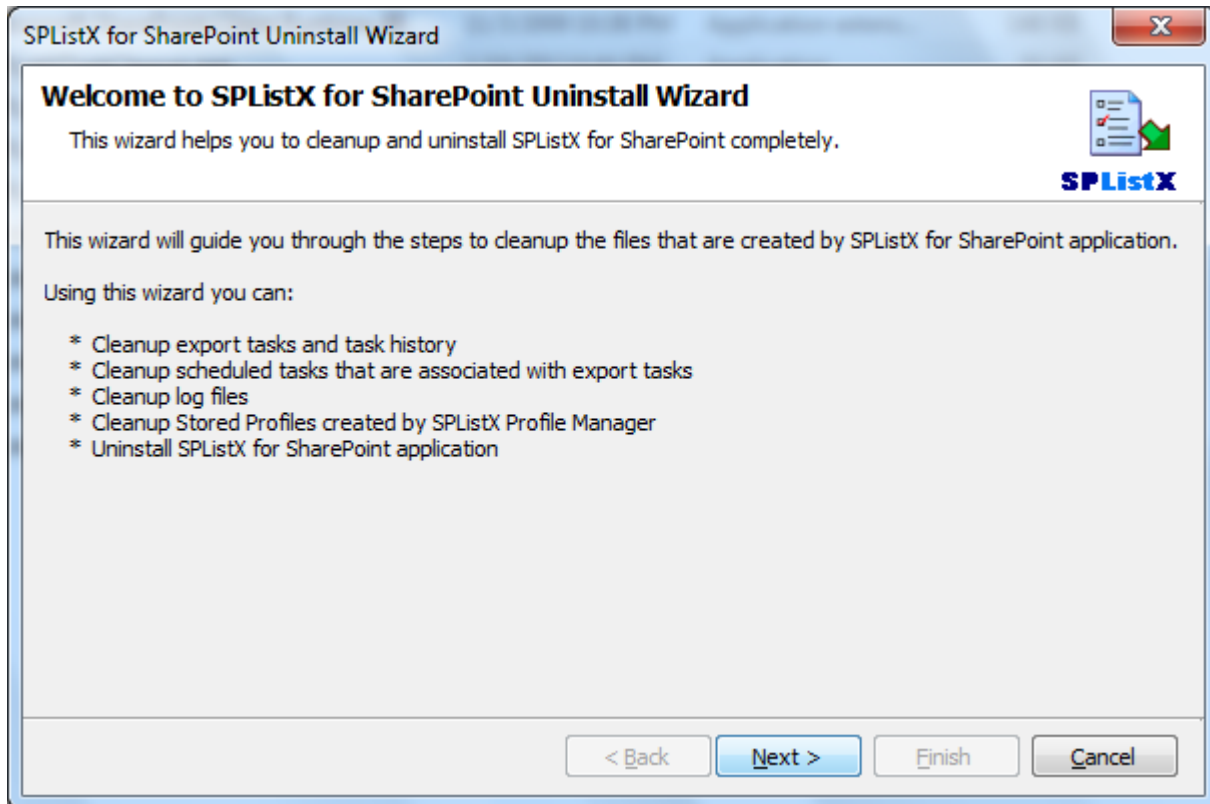 SPListX for SharePoint Uninstall Wizard
Welcome to SPListX for SharePoint Uninstall Wizard
This wizard helps you to cleanup and uninstall SPListX for SharePoint completely.
SPListX
This wizard will guide you through the steps to cleanup the files that are created by SPListX for SharePoint application.
Using this wizard you can:
* Cleanup export tasks and task history
* Cleanup scheduled tasks that are associated with export tasks
* Cleanup log files
* Cleanup Stored Profiles created by SPListX Profile Manager
* Uninstall SPListX for SharePoint application
< Back
Next >
Finish
Cancel